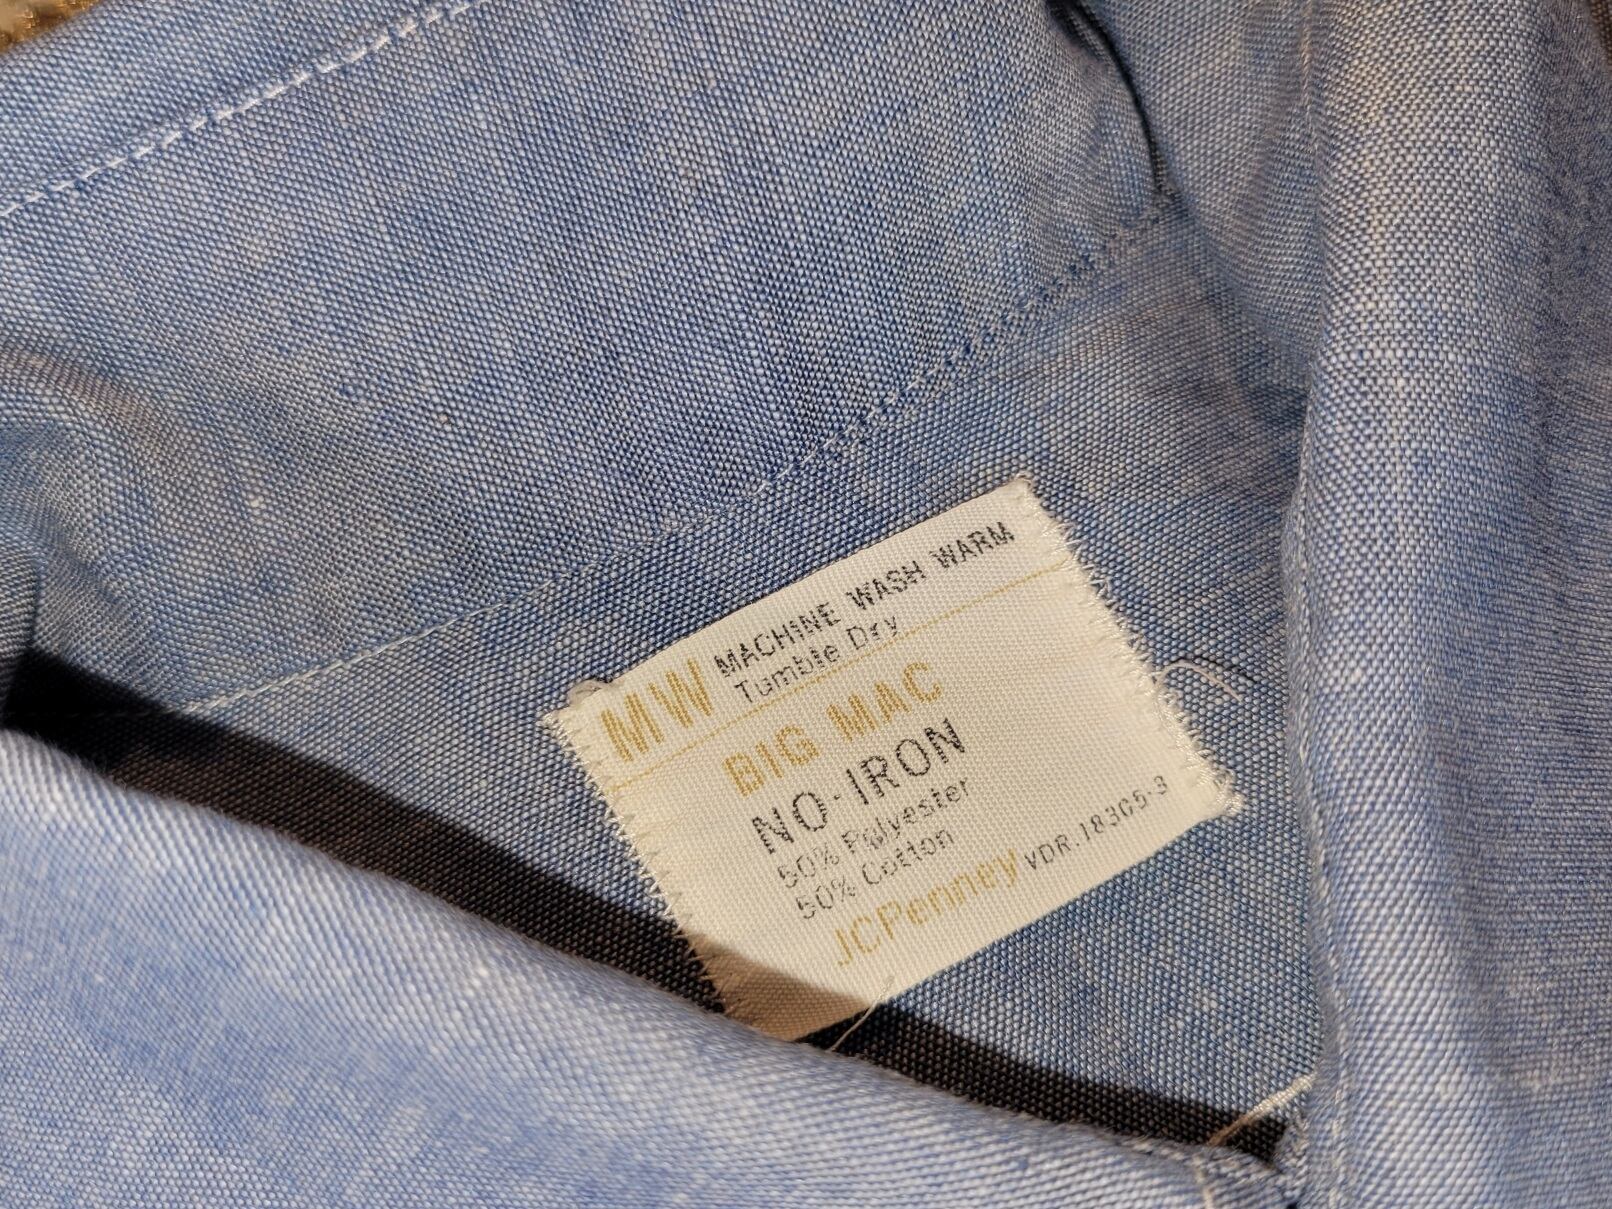 MW MACHINE WASH WARM
Tumble Dry
BIG MAC
NO-IRON
50% Polyester
50% Cotton
JCPenney VDR.18305-3